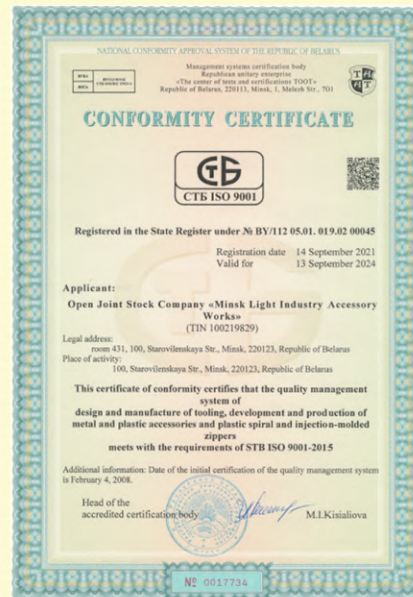 NATIONAL CONFORMITY APPROVAL SYSTEM OF THE REPUBLIC OF BELARUS
Management systems certification body
Republican unitary enterprise
«The center of tests and certifications TOOT»
Republic of Belarus, 220113, Minsk, 1, Melezh Str., 701
CONFORMITY CERTIFICATE
СТБ
СТБ ISO 9001
Registered in the State Register under № BY/112 05.01. 019.02 00045
Registration date 14 September 2021
Valid for 13 September 2024
Applicant:
Open Joint Stock Company «Minsk Light Industry Accessory
Works»
(TIN 100219829)
Legal address:
room 431, 100, Starovilenskaya Str., Minsk, 220123, Republic of Belarus
Place of activity:
100, Starovilenskaya Str., Minsk, 220123, Republic of Belarus
This certificate of conformity certifies that the quality management
system of
design and manufacture of tooling, development and production of
metal and plastic accessories and plastic spiral and injection-molded
zippers
meets with the requirements of STB ISO 9001-2015
Additional information: Date of the initial certification of the quality management system
is February 4, 2008.
Head of the
accredited certification body
M.I.Kisialiova
№ 0017734